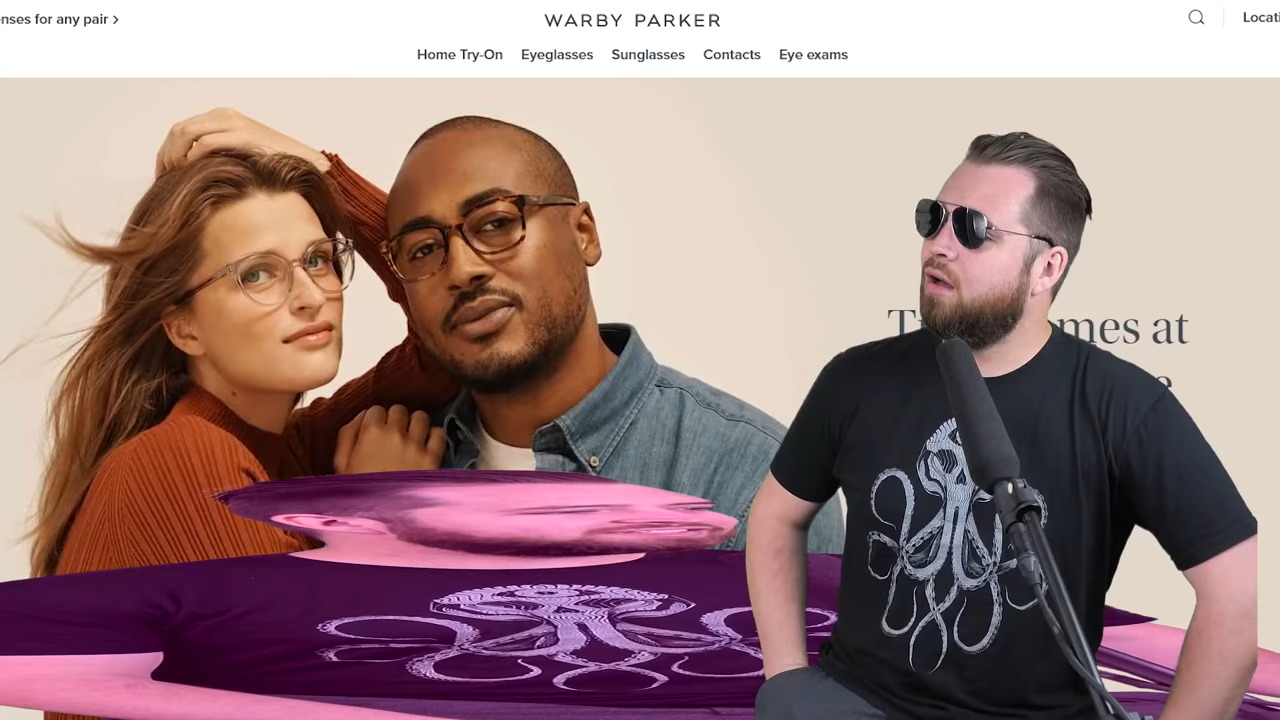 nses for any pair >
WARBY PARKER
Locati
Home Try-On Eyeglasses Sunglasses Contacts Eye exams
mes at